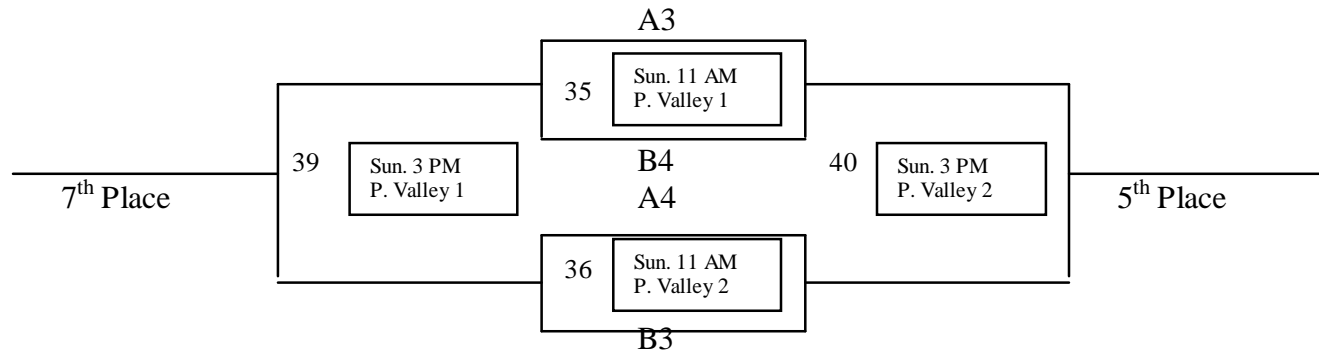 A3
35
Sun. 11 AM
P. Valley 1
39
Sun. 3 PM
P. Valley 1
B4
A4
40
Sun. 3 PM
P. Valley 2
7th Place
5th Place
36
Sun. 11 AM
P. Valley 2
B3